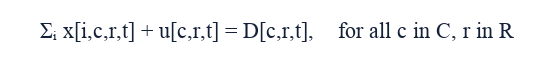 Σᵢ x[i,c,r,t] + u[c,r,t] = D[c,r,t], for all c in C, r in R